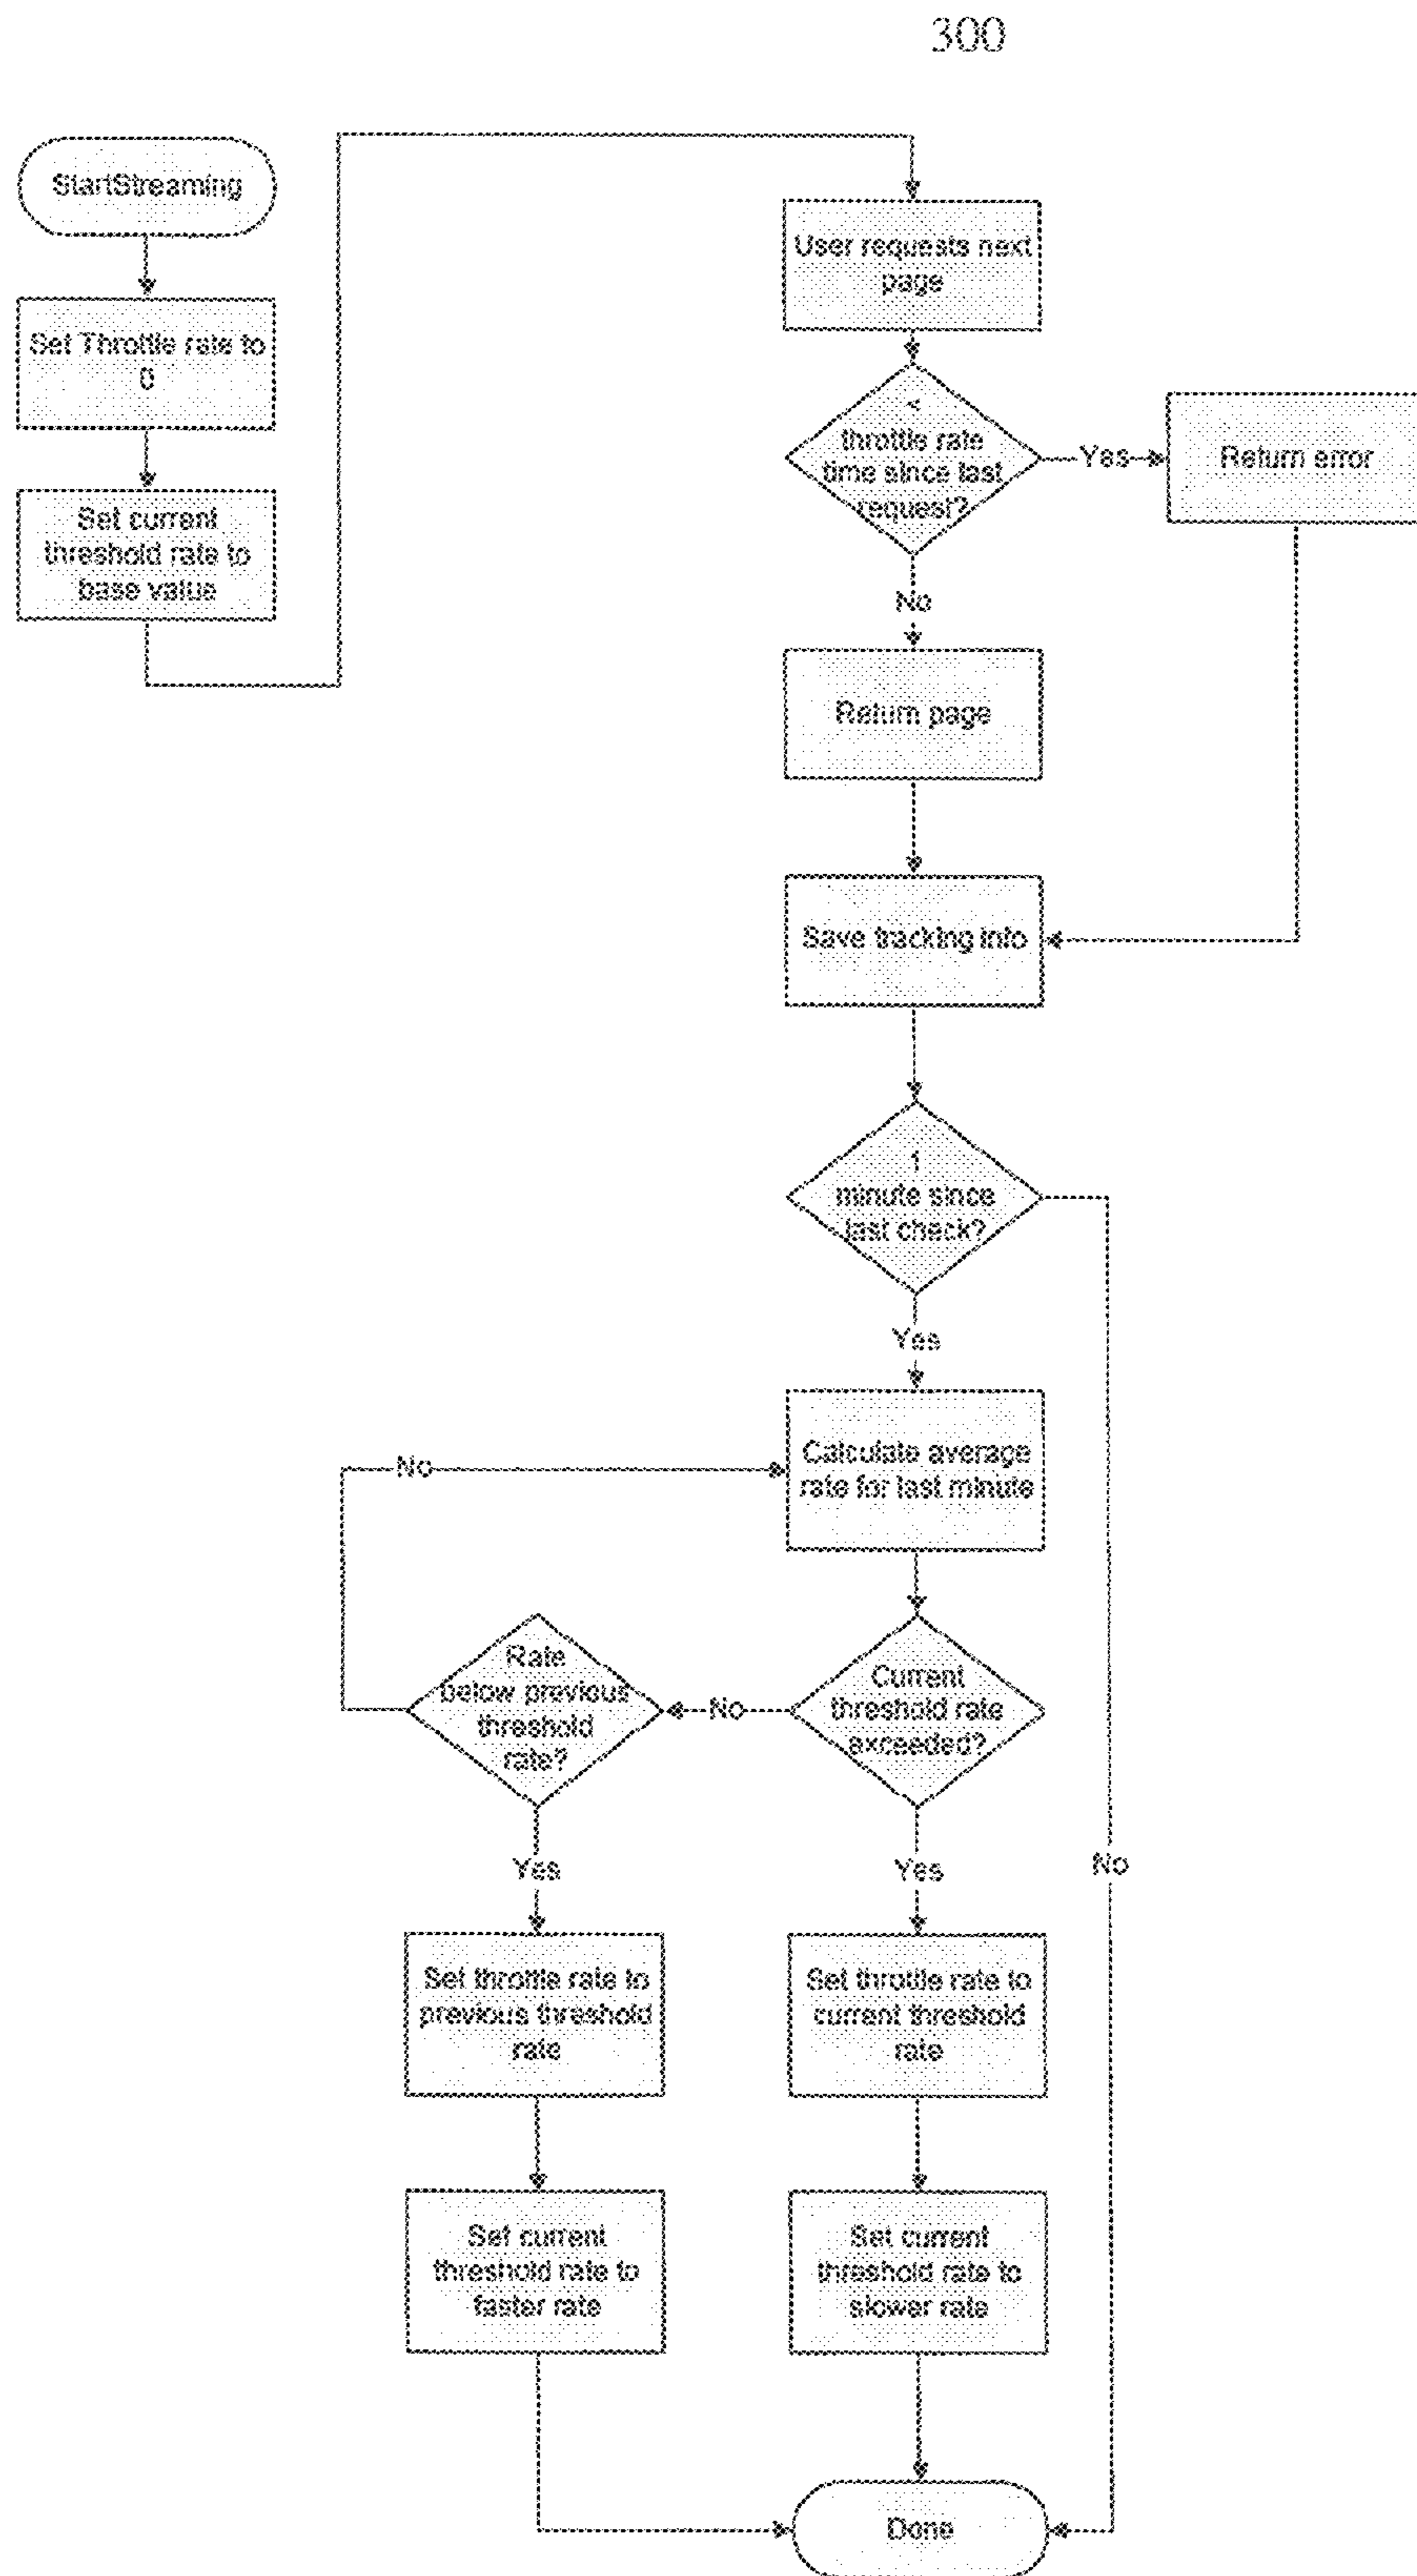 300
StartStreaming
Set Throttle rate to
0
Set current
threshold rate to
base value
User requests next
page
<
throttle rate
time since last
request?
Yes
Return error
No
Return page
Save tracking info
1
minute since
last check?
Yes
Calculate average
rate for last minute
No
Rate
below previous
threshold
rate?
No
Current
threshold rate
exceeded?
Yes
Yes
No
Set throttle rate to
previous threshold
rate
Set throttle rate to
current threshold
rate
Set current
threshold rate to
faster rate
Set current
threshold rate to
slower rate
Done